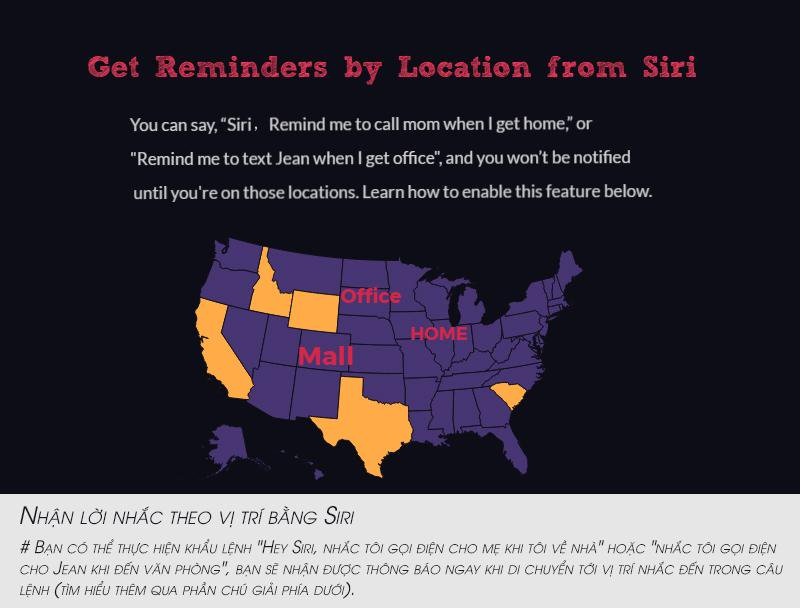 Get Reminders by Location from Siri
You can say, “Siri，Remind me to call mom when I get home,” or
"Remind me to text Jean when I get office", and you won’t be notified
until you're on those locations. Learn how to enable this feature below.
Office
HOME
Mall
NHẬN LỜI NHẮC THEO VỊ TRÍ BẰNG SIRI
# BẠN CÓ THỂ THỰC HIỆN KHẨU LỆNH "HEY SIRI, NHẮC TÔI GỌI ĐIỆN CHO MẸ KHI TÔI VỀ NHÀ" HOẶC "NHẮC TÔI GỌI ĐIỆN
CHO JEAN KHI ĐẾN VĂN PHÒNG", BẠN SẼ NHẬN ĐƯỢC THÔNG BÁO NGAY KHI DI CHUYỂN TỚI VỊ TRÍ NHẮC ĐẾN TRONG CÂU
LỆNH (TÌM HIỂU THÊM QUA PHẦN CHÚ GIẢI PHÍA DƯỚI).